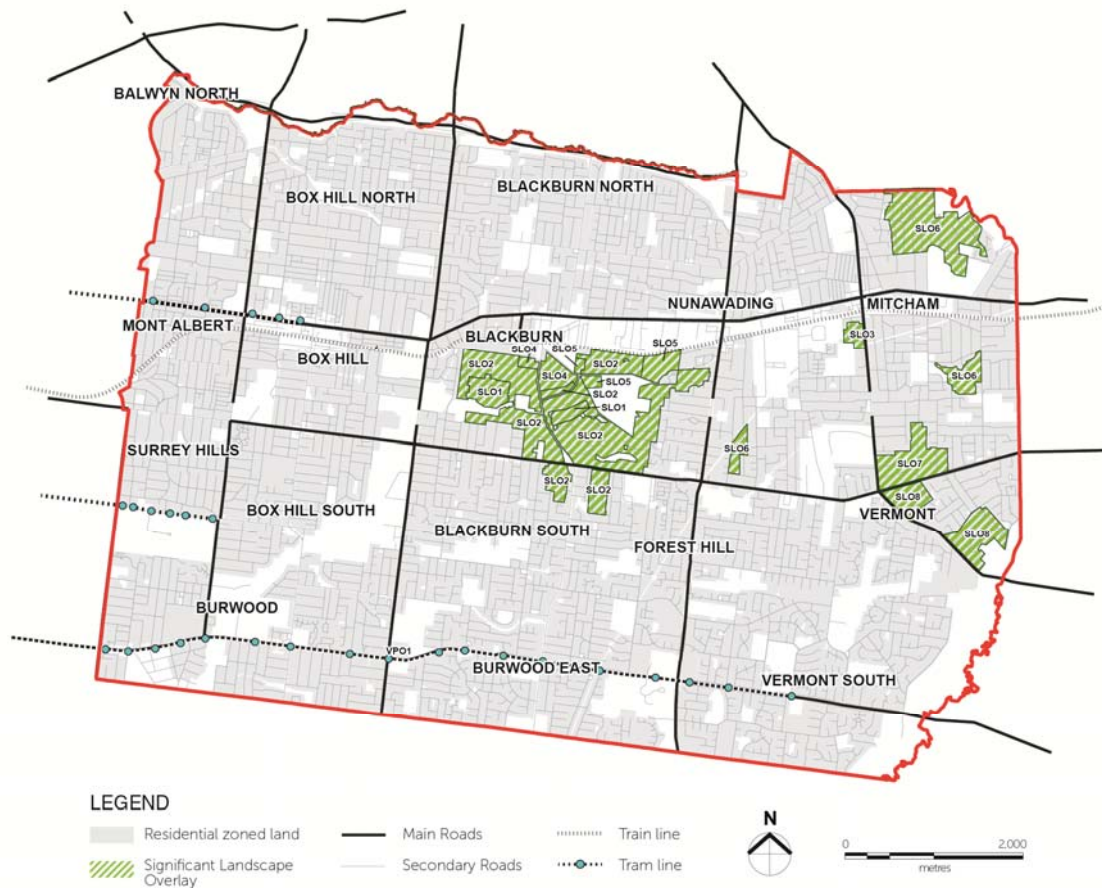 BALWYN NORTH
BOX HILL NORTH
BLACKBURN NORTH
SLO6
NUNAWADING
MITCHAM
MONT ALBERT
SLO3
BLACKBURN
BOX HILL
SLO4
SLO5
SLO5
SLO2
SLO4
SLO2
SLO5
SLO6
SLO1
SLO2
SLO1
SLO2
SLO2
SURREY HILLS
SLO6
SLO7
SLO2
SLO2
SLO8
BOX HILL SOUTH
VERMONT
BLACKBURN SOUTH
SLO8
FOREST HILL
BURWOOD
VPO1
BURWOOD EAST
VERMONT SOUTH
LEGEND
Residential zoned land
Main Roads
Train line
Significant Landscape
Overlay
Secondary Roads
Tram line
N
0
2,000
metres